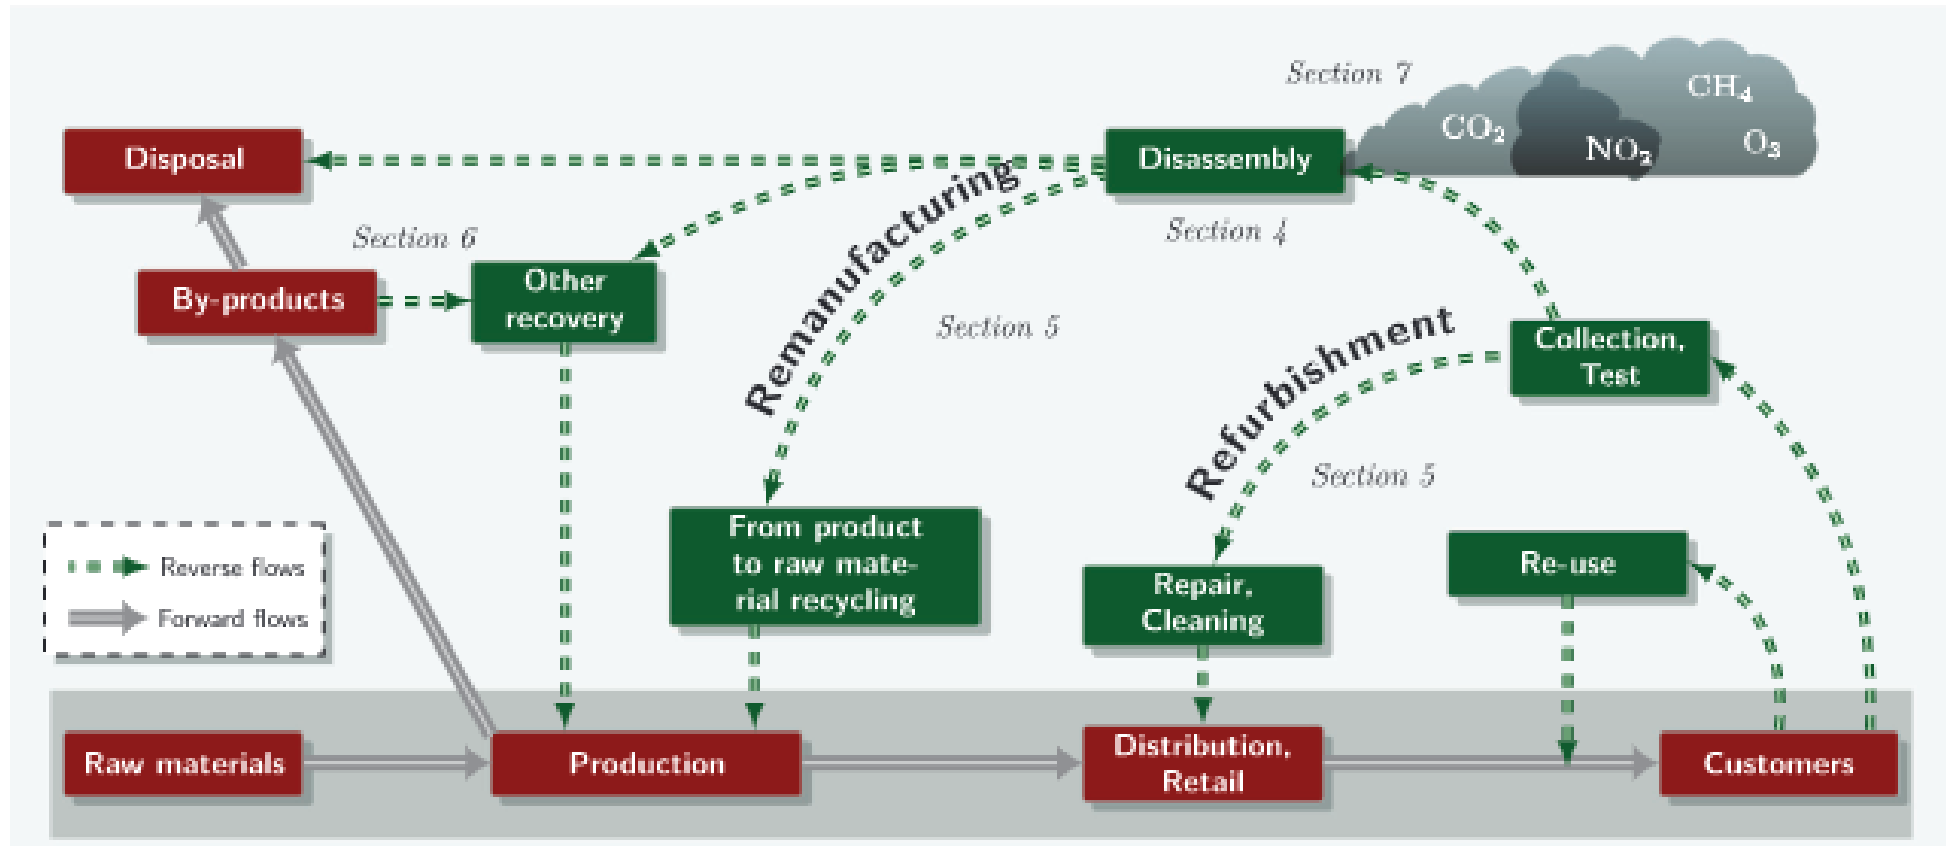 Section 7
CH₄
CO₂
NO₂
O₃
Disposal
Disassembly
Section 6
Section 4
By-products
Other
recovery
Remanufacturing
Section 5
Refurbishment
Collection,
Test
Section 5
From product
to raw mate-
rial recycling
Repair,
Cleaning
Re-use
Reverse flows
Forward flows
Raw materials
Production
Distribution,
Retail
Customers